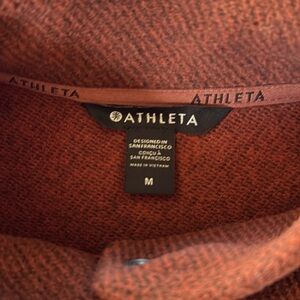 ATHLETA
ATHLETA
ATHLETA
DESIGNED IN
SAN FRANCISCO
CONÇU À
SAN FRANCISCO
MADE IN VIETNAM
M